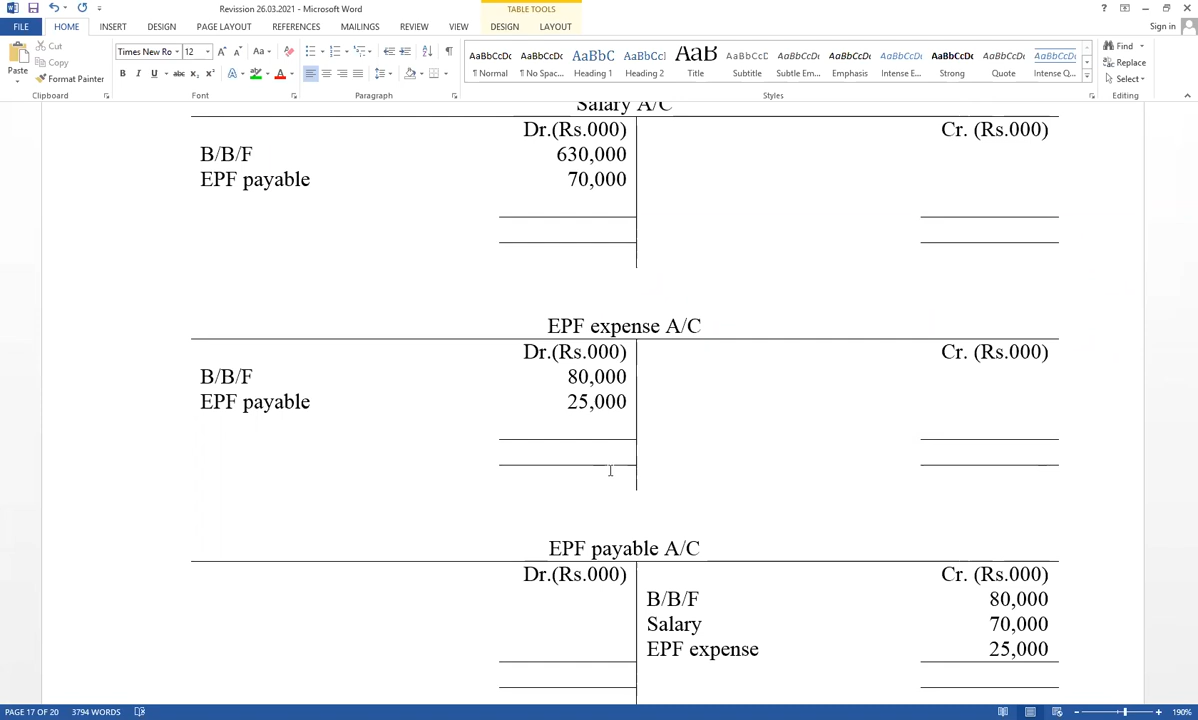 Revission 26.03.2021 - Microsoft Word
TABLE TOOLS
?
Sign in
FILE HOME INSERT DESIGN PAGE LAYOUT REFERENCES MAILINGS REVIEW VIEW DESIGN LAYOUT
Paste
Cut
Copy
Format Painter
Clipboard
Times New Ro 12
Font
Paragraph
AaBbCcDc AaBbCcDc AaBbC AaBbCcl AaB AaBbCcC AaBbCcDc AaBbCcDc AaBbCcDc AaBbCcDc AaBbCcDc AaBbCcDc
¶ Normal ¶ No Spac... Heading 1 Heading 2 Title Subtitle Subtle Em... Emphasis Intense E... Strong Quote Intense Q...
Styles
Find
Replace
Select
Editing
Salary A/C
Dr.(Rs.000) Cr. (Rs.000)
B/B/F 630,000
EPF payable 70,000
EPF expense A/C
Dr.(Rs.000) Cr. (Rs.000)
B/B/F 80,000
EPF payable 25,000
EPF payable A/C
Dr.(Rs.000) Cr. (Rs.000)
B/B/F 80,000
Salary 70,000
EPF expense 25,000
PAGE 17 OF 20 3794 WORDS 190%